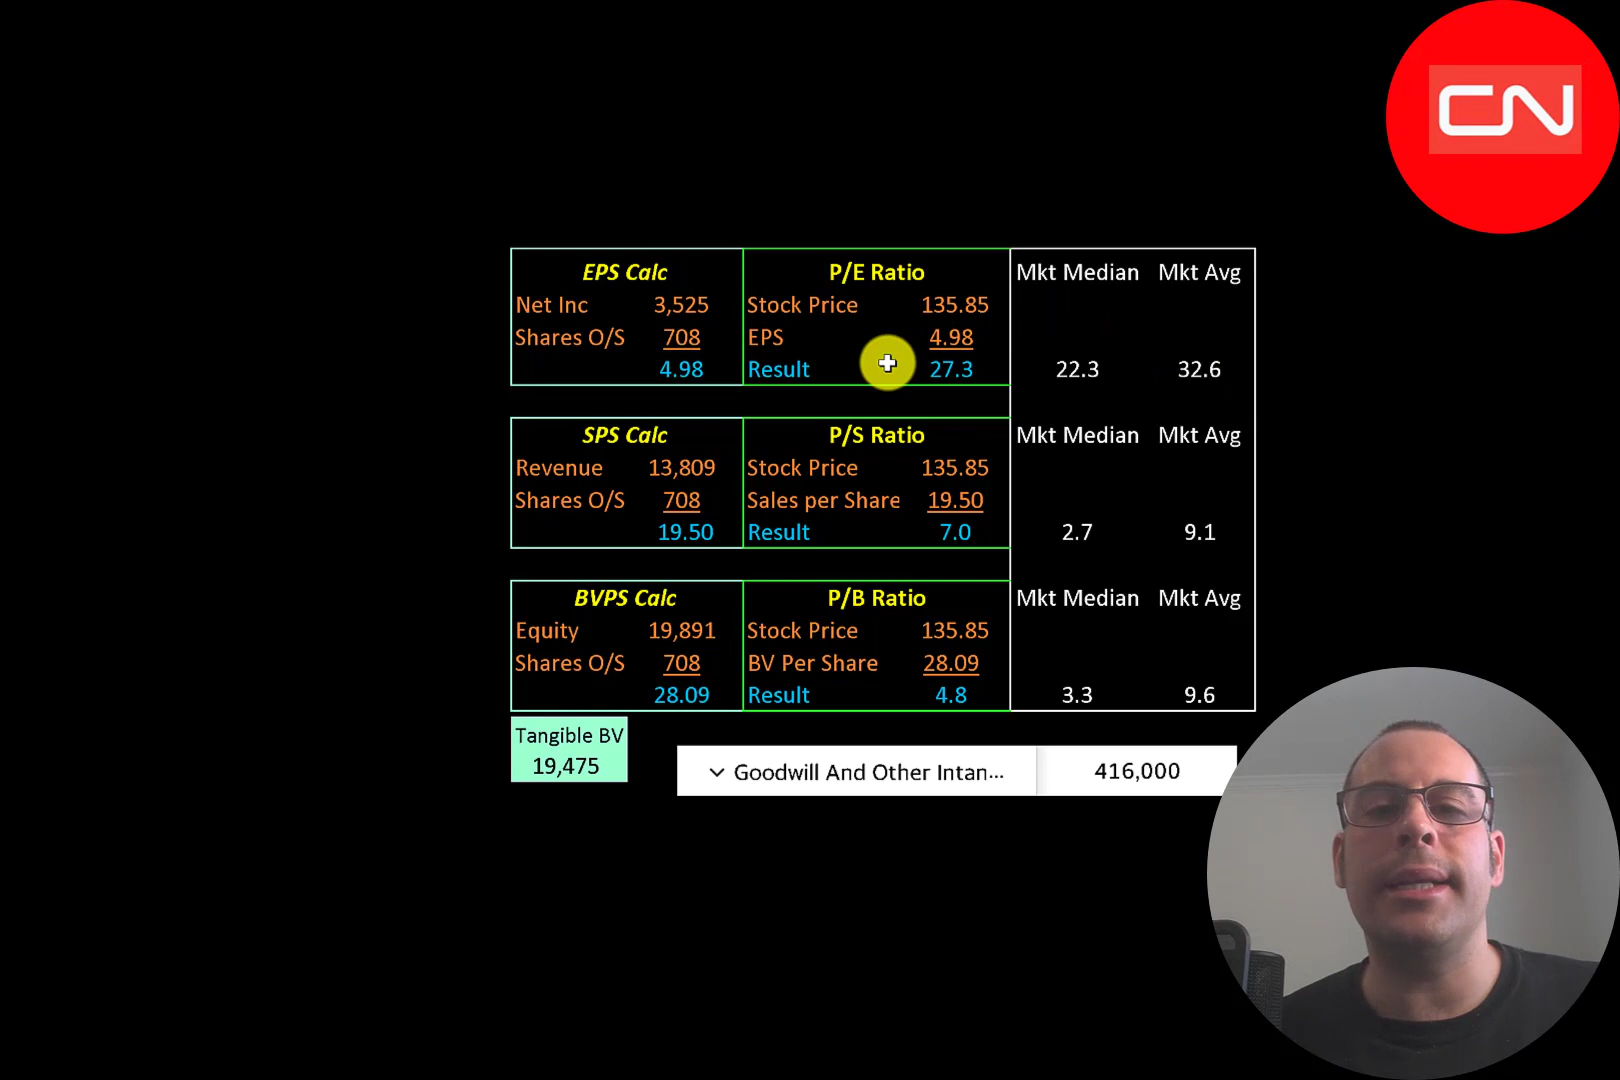 CN
EPS Calc P/E Ratio Mkt Median Mkt Avg
Net Inc 3,525 Stock Price 135.85
Shares O/S 708 EPS 4.98
4.98 Result 27.3 22.3 32.6
SPS Calc P/S Ratio Mkt Median Mkt Avg
Revenue 13,809 Stock Price 135.85
Shares O/S 708 Sales per Share 19.50
19.50 Result 7.0 2.7 9.1
BVPS Calc P/B Ratio Mkt Median Mkt Avg
Equity 19,891 Stock Price 135.85
Shares O/S 708 BV Per Share 28.09
28.09 Result 4.8 3.3 9.6
Tangible BV
19,475
Goodwill And Other Intan... 416,000